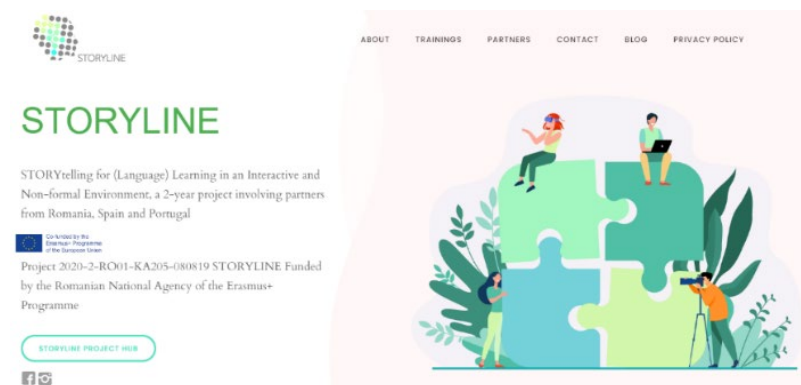 STORYLINE
ABOUT TRAININGS PARTNERS CONTACT BLOG PRIVACY POLICY
STORYLINE
STORYtelling for (Language) Learning in an Interactive and
Non-formal Environment, a 2-year project involving partners
from Romania, Spain and Portugal
Co-funded by the
Erasmus+ Programme
of the European Union
Project 2020-2-RO01-KA205-080819 STORYLINE Funded
by the Romanian National Agency of the Erasmus+
Programme
STORYLINE PROJECT HUB